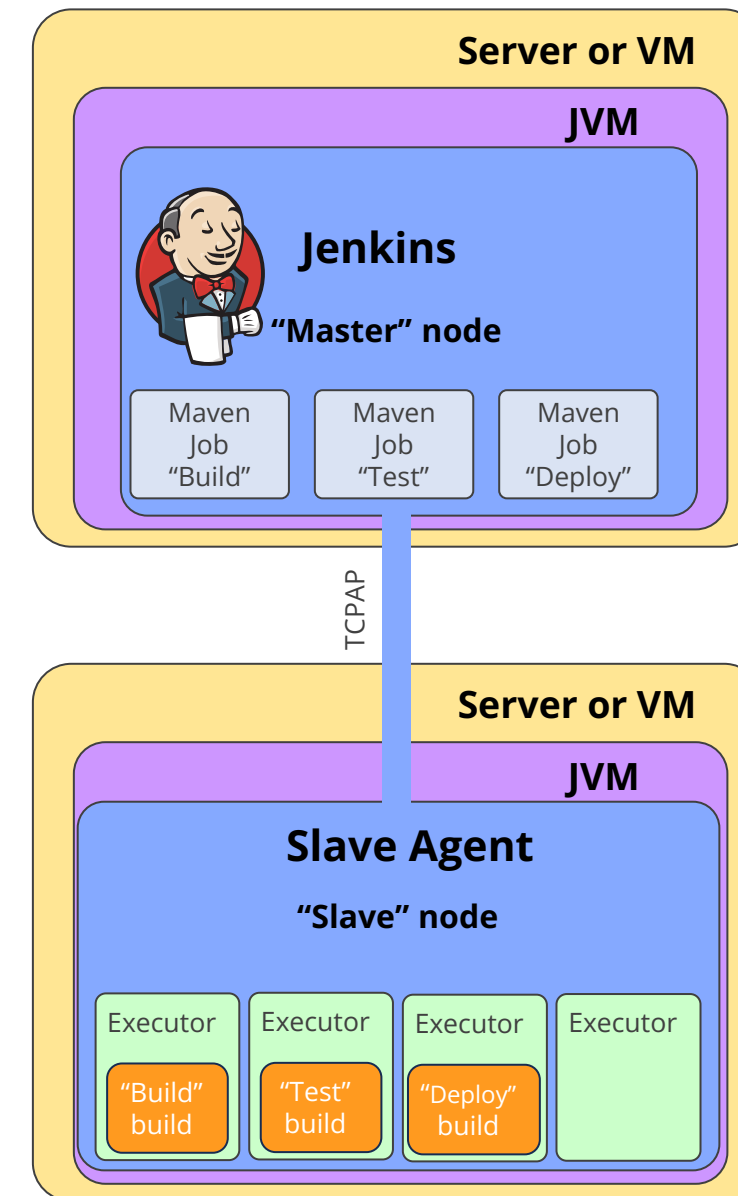 Server or VM
JVM
Jenkins
“Master” node
Maven
Job
“Build”
Maven
Job
“Test”
Maven
Job
“Deploy”
TCPAP
Server or VM
JVM
Slave Agent
“Slave” node
Executor
“Build”
build
Executor
“Test”
build
Executor
“Deploy”
build
Executor